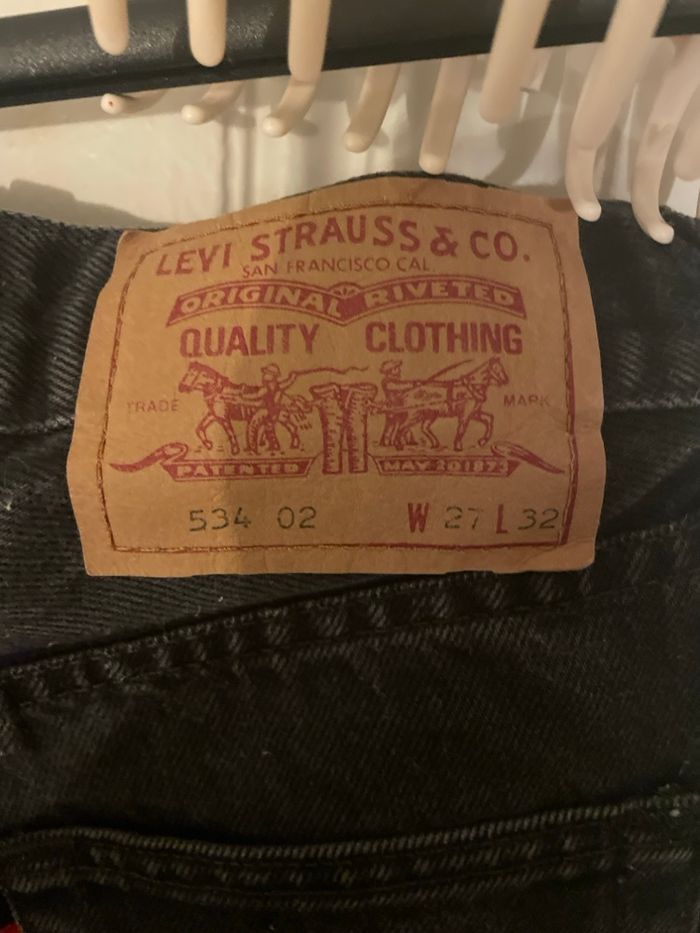 LEVI STRAUSS & CO.
SAN FRANCISCO CAL.
ORIGINAL RIVETED
QUALITY CLOTHING
TRADE MARK
PATENTED MAY 20 1873
534 02 W 27 L 32